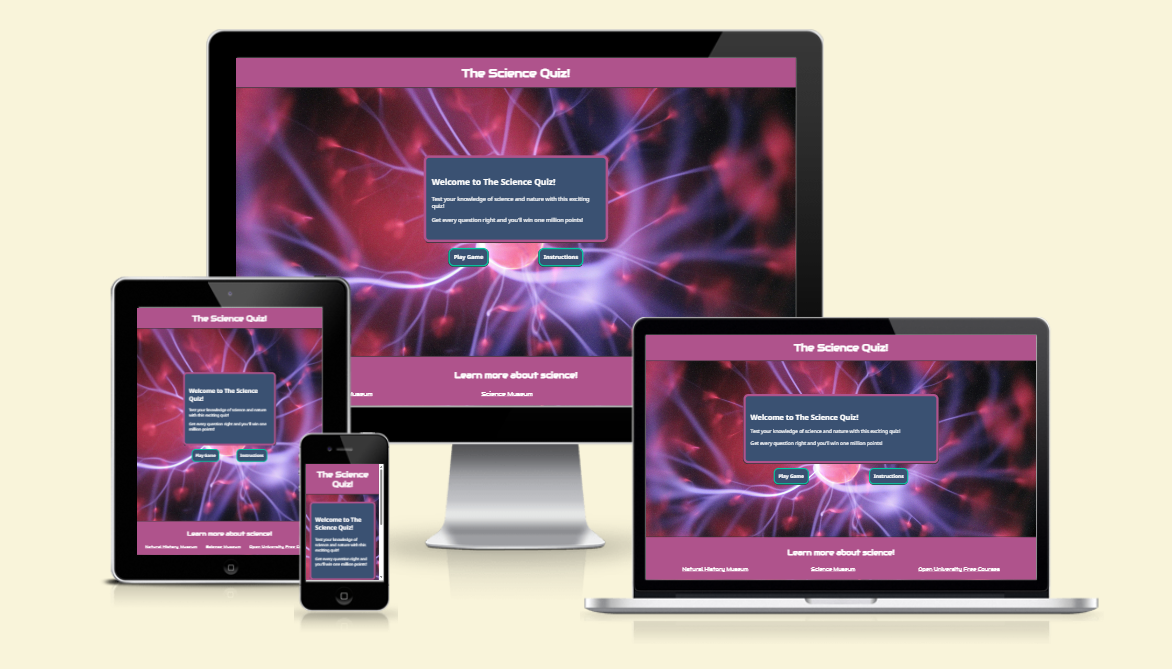 The Science Quiz!
Welcome to The Science Quiz!
Test your knowledge of science and nature with this exciting
quiz!
Get every question right and you'll win one million points!
Play Game
Instructions
Learn more about science!
Museum
Science Museum
The Science Quiz!
Welcome to The Science
Quiz!
Test your knowledge of science and nature
with this exciting quiz!
Get every question right and you'll win one
million points!
Play Game
Instructions
Learn more about science!
Natural History Museum
Science Museum
Open University Free C
The Science
Quiz!
Welcome to The
Science Quiz!
Test your knowledge of
science and nature with this
exciting quiz!
Get every question right and
you'll win one million points!
The Science Quiz!
Welcome to The Science Quiz!
Test your knowledge of science and nature with this exciting quiz!
Get every question right and you'll win one million points!
Play Game
Instructions
Learn more about science!
Natural History Museum
Science Museum
Open University Free Courses